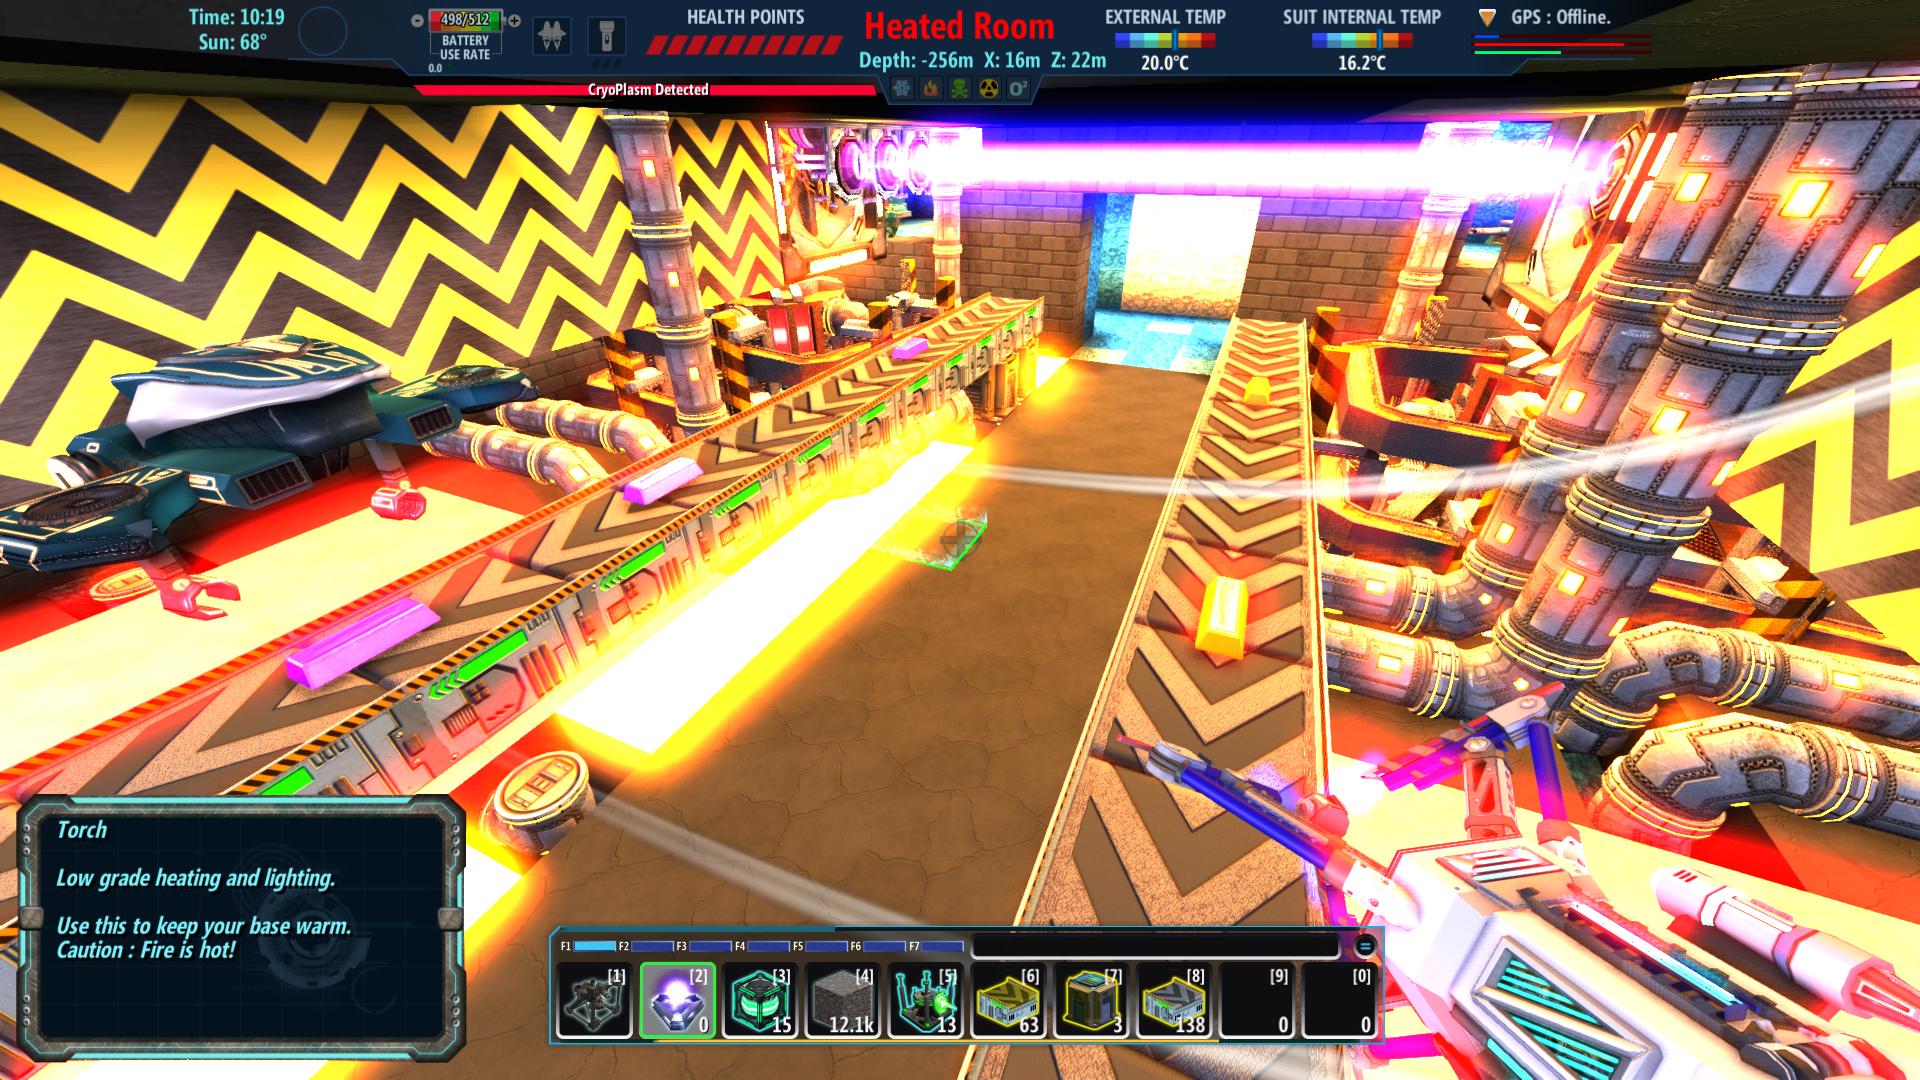 Time: 10:19
Sun: 68°
498/512
BATTERY
USE RATE
0.0
HEALTH POINTS
Heated Room
Depth: -256m X: 16m Z: 22m
EXTERNAL TEMP
20.0°C
SUIT INTERNAL TEMP
16.2°C
GPS : Offline.
CryoPlasm Detected
O²
Torch
Low grade heating and lighting.
Use this to keep your base warm.
Caution : Fire is hot!
F1 F2 F3 F4 F5 F6 F7
[1] [2] [3] [4] [5] [6] [7] [8] [9] [0]
0 15 12.1k 13 63 3 138 0 0